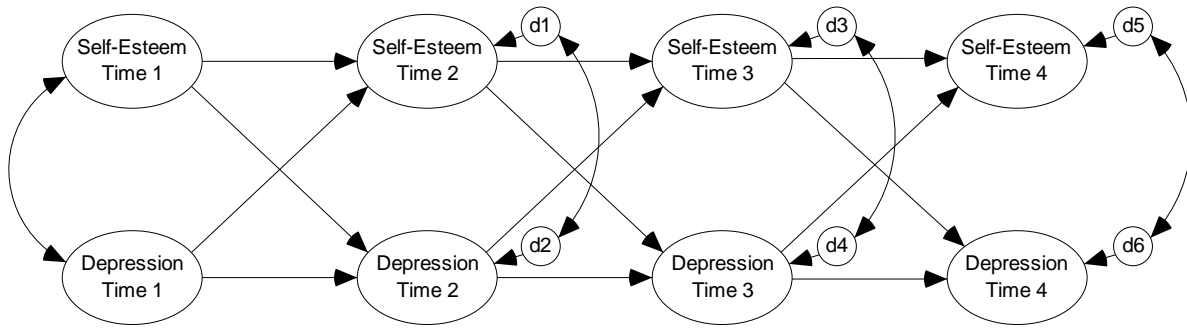 Self-Esteem
Time 1
Self-Esteem
Time 2
d1
Self-Esteem
Time 3
d3
Self-Esteem
Time 4
d5
Depression
Time 1
Depression
Time 2
d2
Depression
Time 3
d4
Depression
Time 4
d6